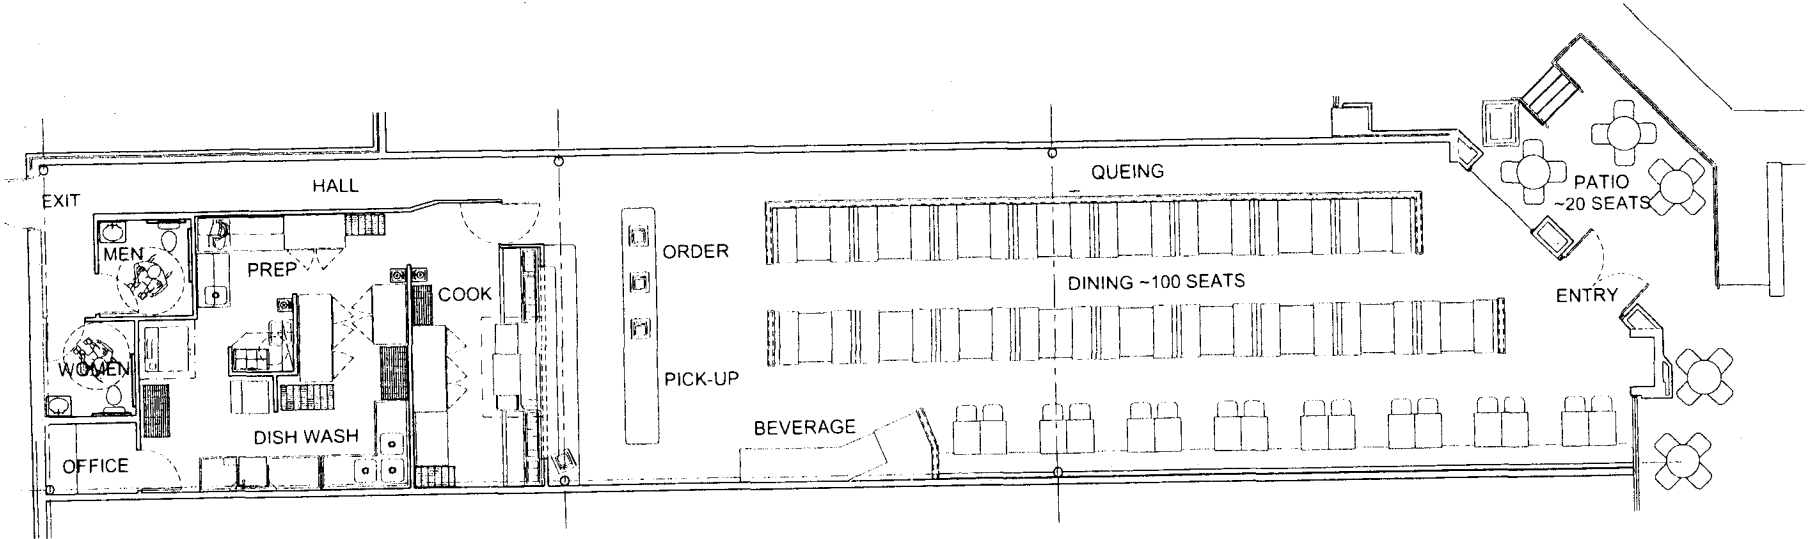 HALL
QUEING
EXIT
PATIO
~20 SEATS
MEN
ORDER
PREP
DINING ~100 SEATS
COOK
ENTRY
WOMEN
PICK-UP
BEVERAGE
DISH WASH
OFFICE